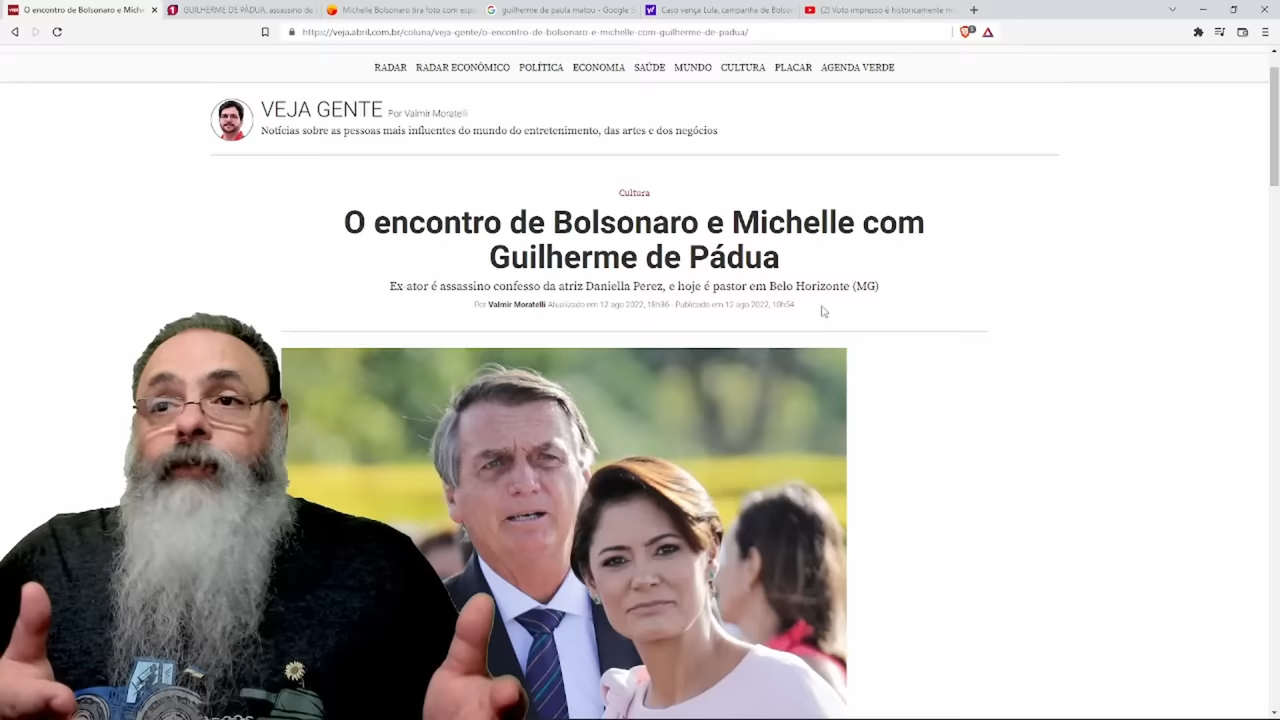 O encontro de Bolsonaro e Mich
GUILHERME DE PÁDUA, assassino de
Michelle Bolsonaro tira foto com esp
guilherme de paula matou - Google S
Caso vença Lula, campanha de Bolson
(2) Voto impresso é historicamente m
https://veja.abril.com.br/coluna/veja-gente/o-encontro-de-bolsonaro-e-michelle-com-guilherme-de-padua/
RADAR RADAR ECONÔMICO POLÍTICA ECONOMIA SAÚDE MUNDO CULTURA PLACAR AGENDA VERDE
VEJA GENTE Por Valmir Moratelli
Notícias sobre as pessoas mais influentes do mundo do entretenimento, das artes e dos negócios
Cultura
O encontro de Bolsonaro e Michelle com
Guilherme de Pádua
Ex-ator é assassino confesso da atriz Daniella Perez, e hoje é pastor em Belo Horizonte (MG)
Por Valmir Moratelli Atualizado em 12 ago 2022, 18h36 - Publicado em 12 ago 2022, 10h54